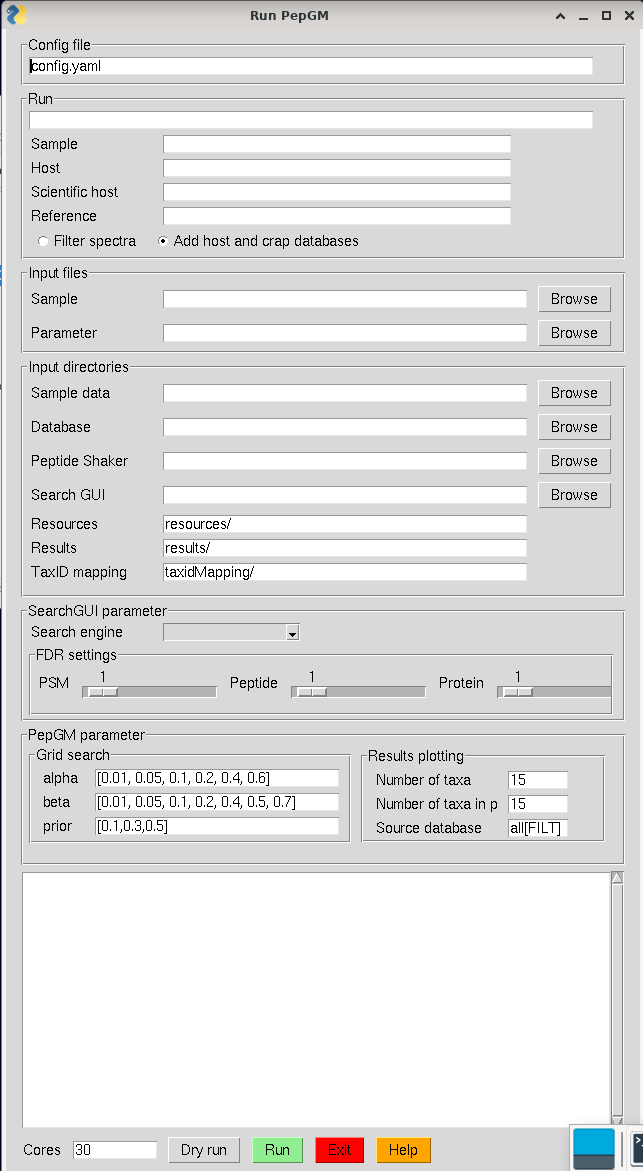 Run PepGM
Config file
config.yaml
Run
Sample
Host
Scientific host
Reference
Filter spectra Add host and crap databases
Input files
Sample Browse
Parameter Browse
Input directories
Sample data Browse
Database Browse
Peptide Shaker Browse
Search GUI Browse
Resources resources/
Results results/
TaxID mapping taxidMapping/
SearchGUI parameter
Search engine
FDR settings
PSM 1 Peptide 1 Protein 1
PepGM parameter
Grid search Results plotting
alpha [0.01, 0.05, 0.1, 0.2, 0.4, 0.6] Number of taxa 15
beta [0.01, 0.05, 0.1, 0.2, 0.4, 0.5, 0.7] Number of taxa in p 15
prior [0.1,0.3,0.5] Source database all[FILT]
Cores 30 Dry run Run Exit Help